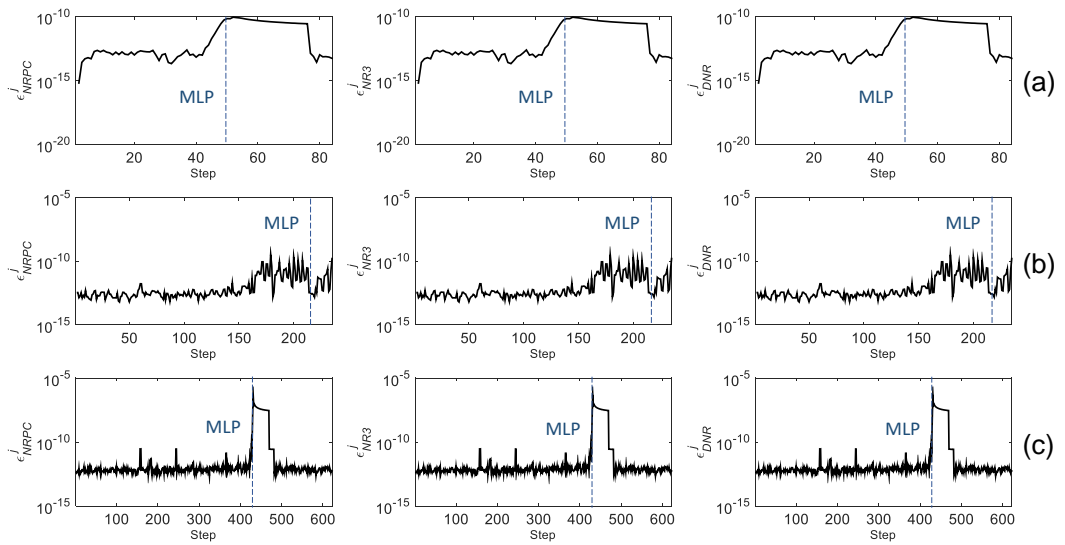 10^-10 10^-10 10^-10
ϵ^j_NRPC ϵ^j_NR3 ϵ^j_DNR
10^-15 10^-15 10^-15
MLP MLP MLP (a)
10^-20 10^-20 10^-20
20 40 60 80 20 40 60 80 20 40 60 80
Step Step Step
10^-5 10^-5 10^-5
MLP MLP MLP
ϵ^j_NRPC ϵ^j_NR3 ϵ^j_DNR
10^-10 10^-10 10^-10 (b)
10^-15 10^-15 10^-15
50 100 150 200 50 100 150 200 50 100 150 200
Step Step Step
10^-5 10^-5 10^-5
MLP MLP MLP
ϵ^j_NRPC ϵ^j_NR3 ϵ^j_DNR
10^-10 10^-10 10^-10 (c)
10^-15 10^-15 10^-15
100 200 300 400 500 600 100 200 300 400 500 600 100 200 300 400 500 600
Step Step Step